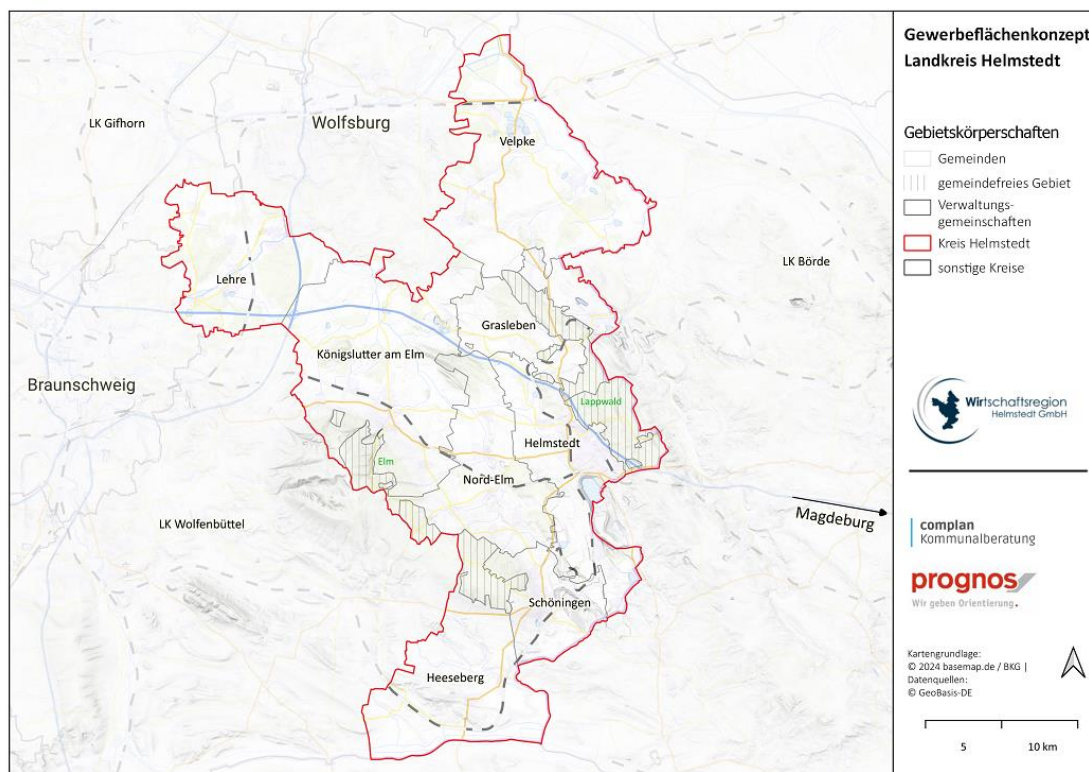 Gewerbeflächenkonzept
Landkreis Helmstedt
Gebietskörperschaften
Gemeinden
gemeindefreies Gebiet
Verwaltungs-
gemeinschaften
Kreis Helmstedt
sonstige Kreise
LK Gifhorn
Wolfsburg
Velpke
LK Börde
Lehre
Grasleben
Königslutter am Elm
Braunschweig
Lappwald
Helmstedt
Elm
Nord-Elm
LK Wolfenbüttel
Magdeburg
Schöningen
Heeseberg
Wirtschaftsregion
Helmstedt GmbH
complan
Kommunalberatung
prognos
Wir geben Orientierung.
Kartengrundlage:
© 2024 basemap.de / BKG |
Datenquellen:
© GeoBasis-DE
5 10 km